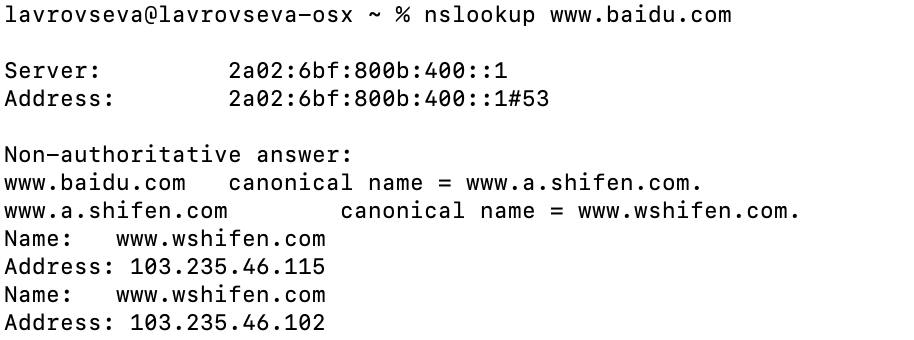 lavrovseva@lavrovseva-osx ~ % nslookup www.baidu.com
Server: 2a02:6bf:800b:400::1
Address: 2a02:6bf:800b:400::1#53
Non-authoritative answer:
www.baidu.com canonical name = www.a.shifen.com.
www.a.shifen.com canonical name = www.wshifen.com.
Name: www.wshifen.com
Address: 103.235.46.115
Name: www.wshifen.com
Address: 103.235.46.102